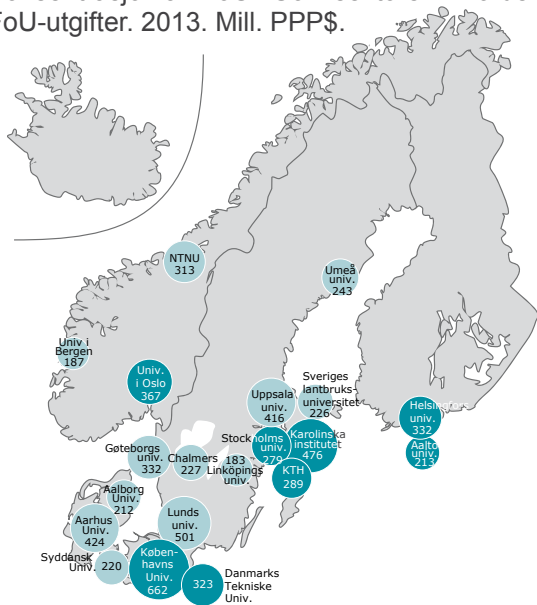 FoU-utgifter. 2013. Mill. PPP$.
NTNU
313
Umeå
univ.
243
Univ i
Bergen
187
Univ.
i Oslo
367
Uppsala
univ.
416
Sveriges
lantbruks-
universitet
226
Helsingfors
univ.
332
Aalto
univ.
213
Stockholms
univ.
279
Karolinska
institutet
476
KTH
289
Gøteborgs
univ.
332
Chalmers
227
183
Linköpings
univ.
Aalborg
Univ.
212
Aarhus
Univ.
424
Lunds
univ.
501
Syddansk
Univ.
220
Køben-
havns
Univ.
662
323
Danmarks
Tekniske
Univ.